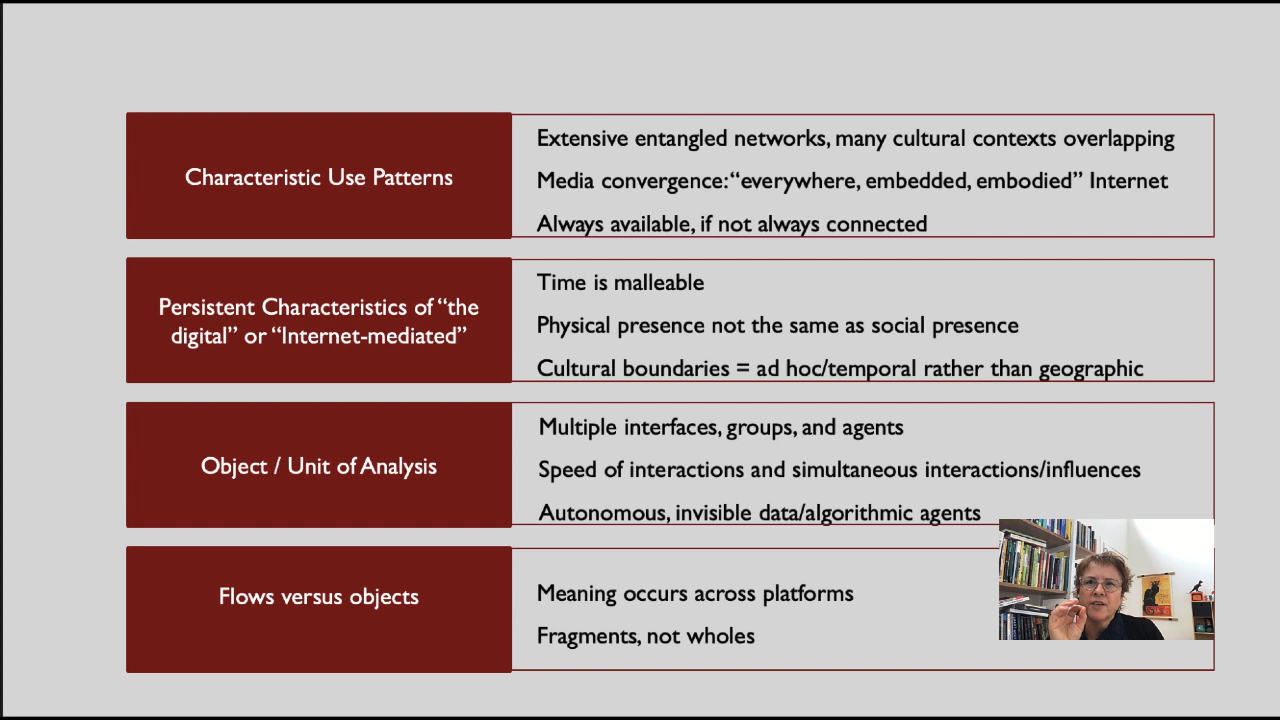 Characteristic Use Patterns
Extensive entangled networks, many cultural contexts overlapping
Media convergence: “everywhere, embedded, embodied” Internet
Always available, if not always connected
Persistent Characteristics of “the
digital” or “Internet-mediated”
Time is malleable
Physical presence not the same as social presence
Cultural boundaries = ad hoc/temporal rather than geographic
Object / Unit of Analysis
Multiple interfaces, groups, and agents
Speed of interactions and simultaneous interactions/influences
Autonomous, invisible data/algorithmic agents
Flows versus objects
Meaning occurs across platforms
Fragments, not wholes